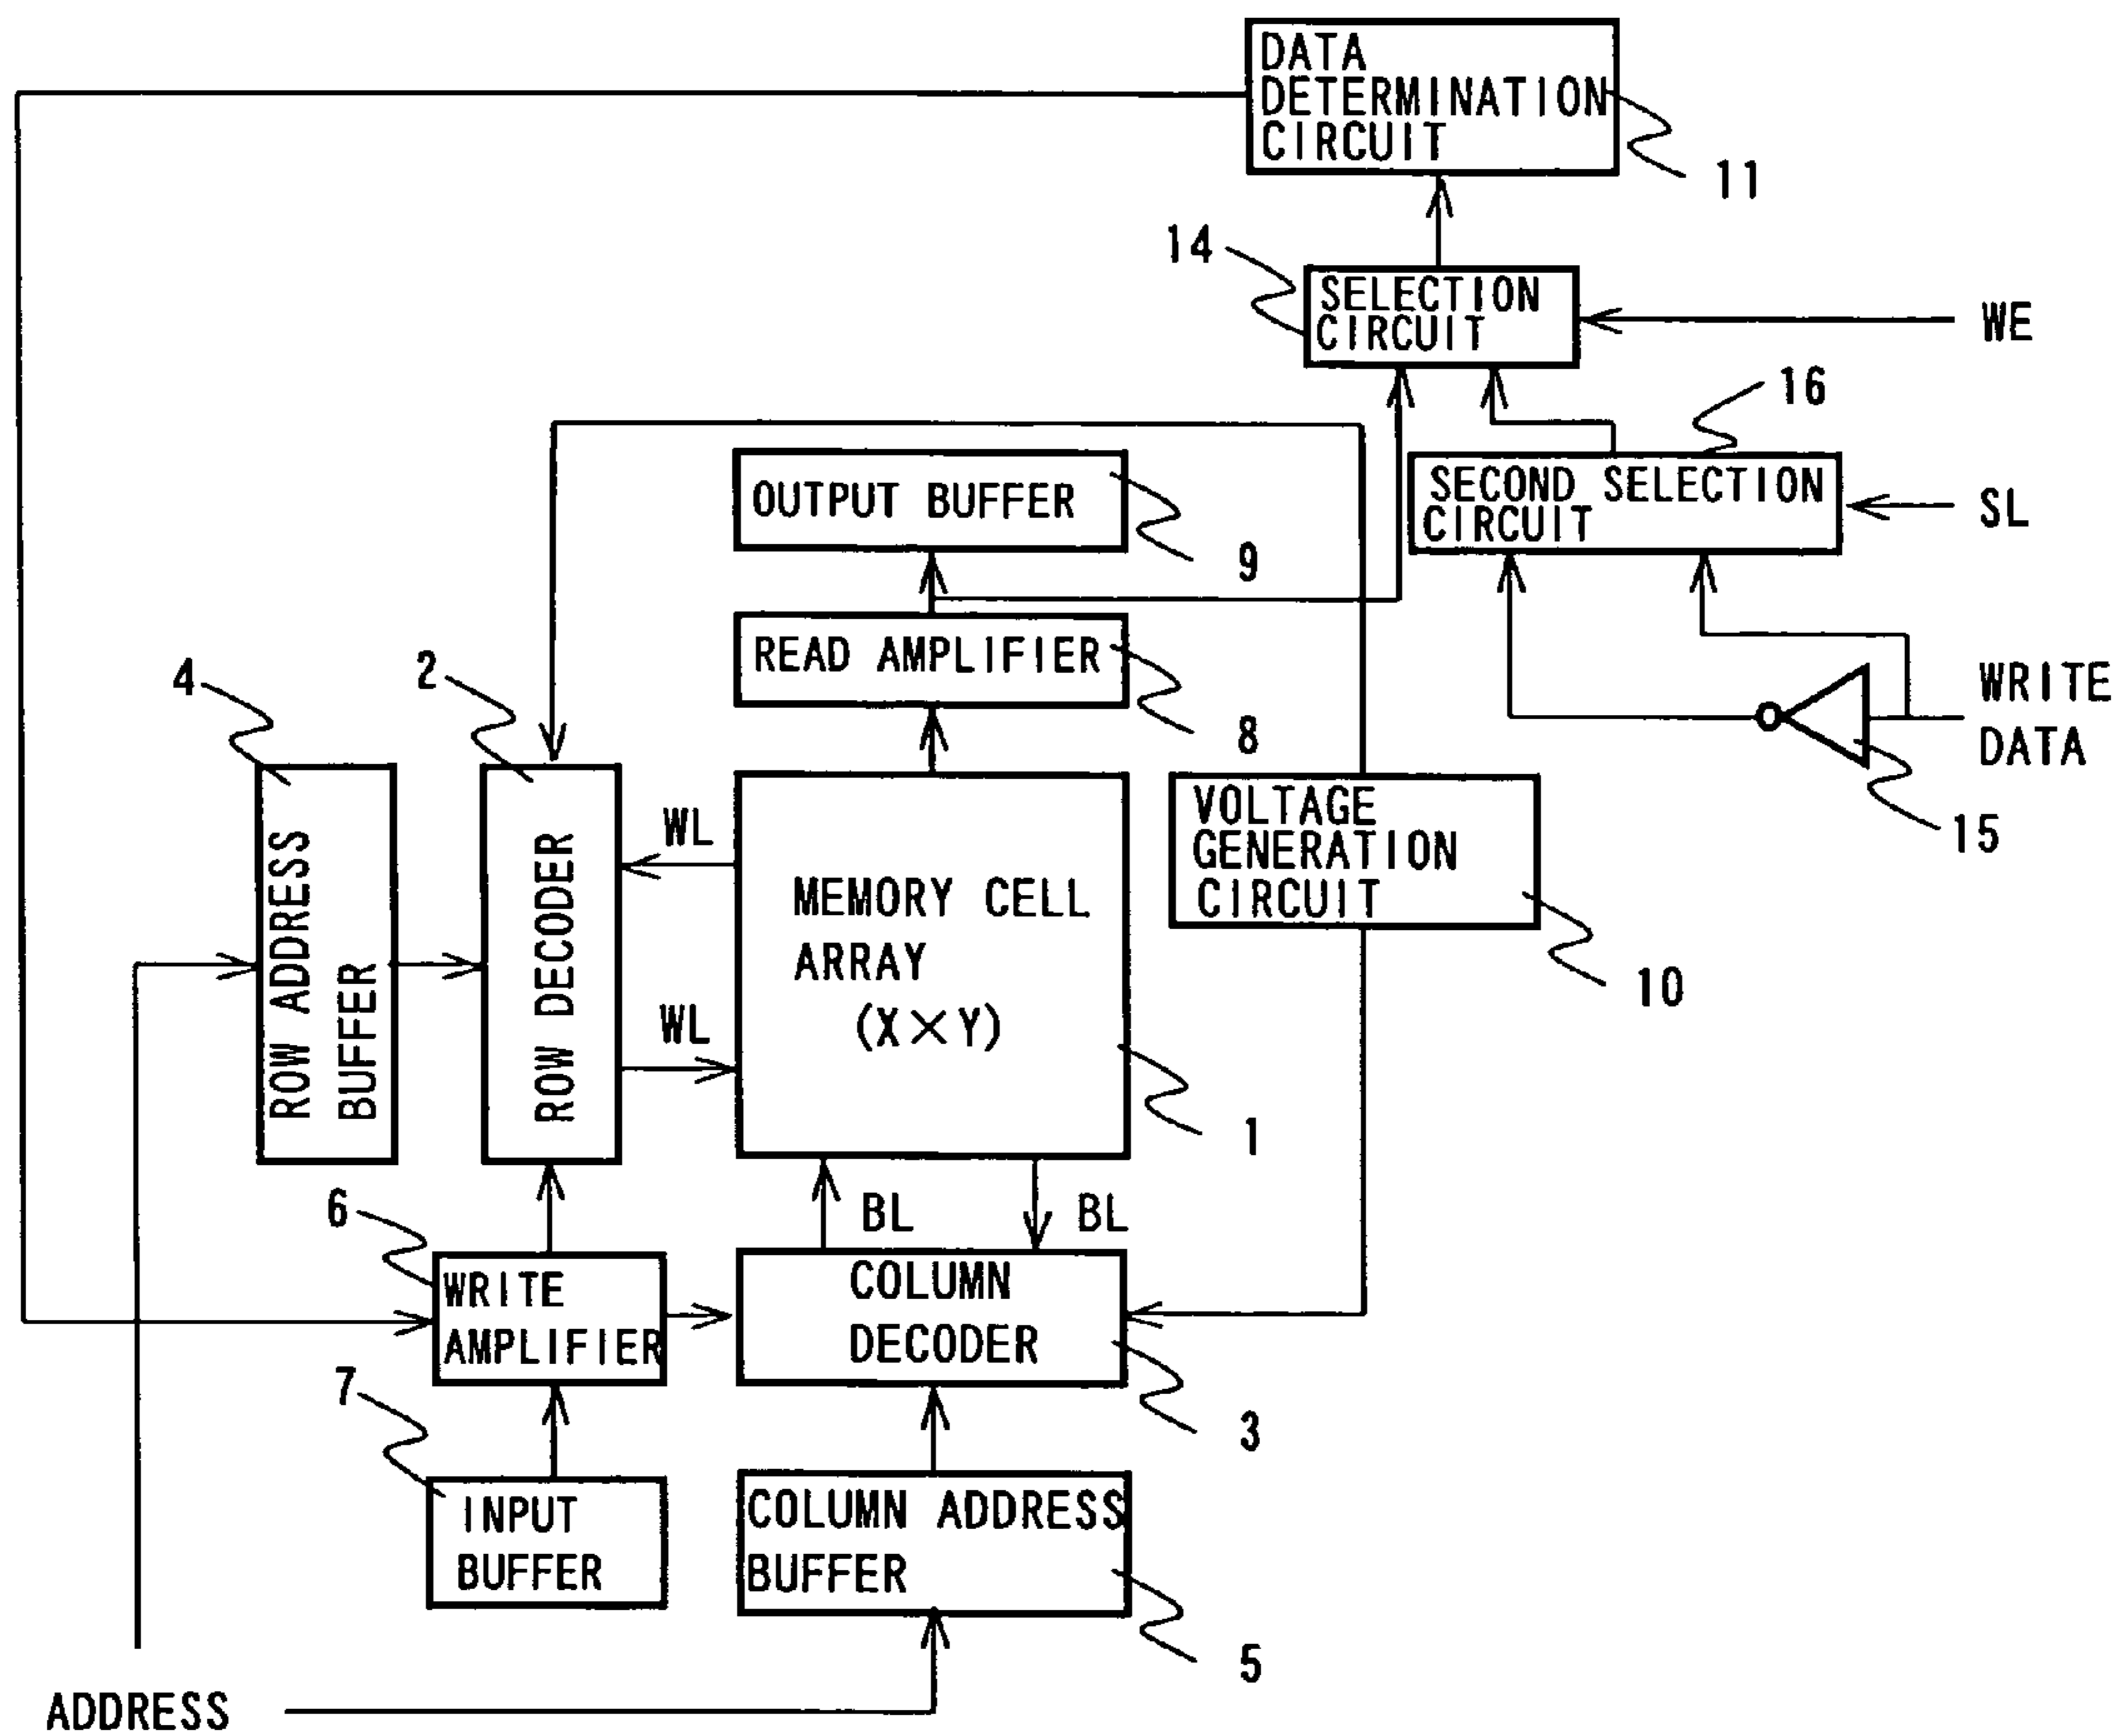 DATA
DETERMINATION
CIRCUIT
11
14
SELECTION
CIRCUIT
WE
16
OUTPUT BUFFER
9
SECOND SELECTION
CIRCUIT
SL
READ AMPLIFIER
8
WRITE
DATA
15
4
2
ROW ADDRESS
BUFFER
ROW DECODER
WL
WL
MEMORY CELL
ARRAY
(X×Y)
1
VOLTAGE
GENERATION
CIRCUIT
10
BL
BL
6
WRITE
AMPLIFIER
COLUMN
DECODER
3
7
INPUT
BUFFER
COLUMN ADDRESS
BUFFER
5
ADDRESS